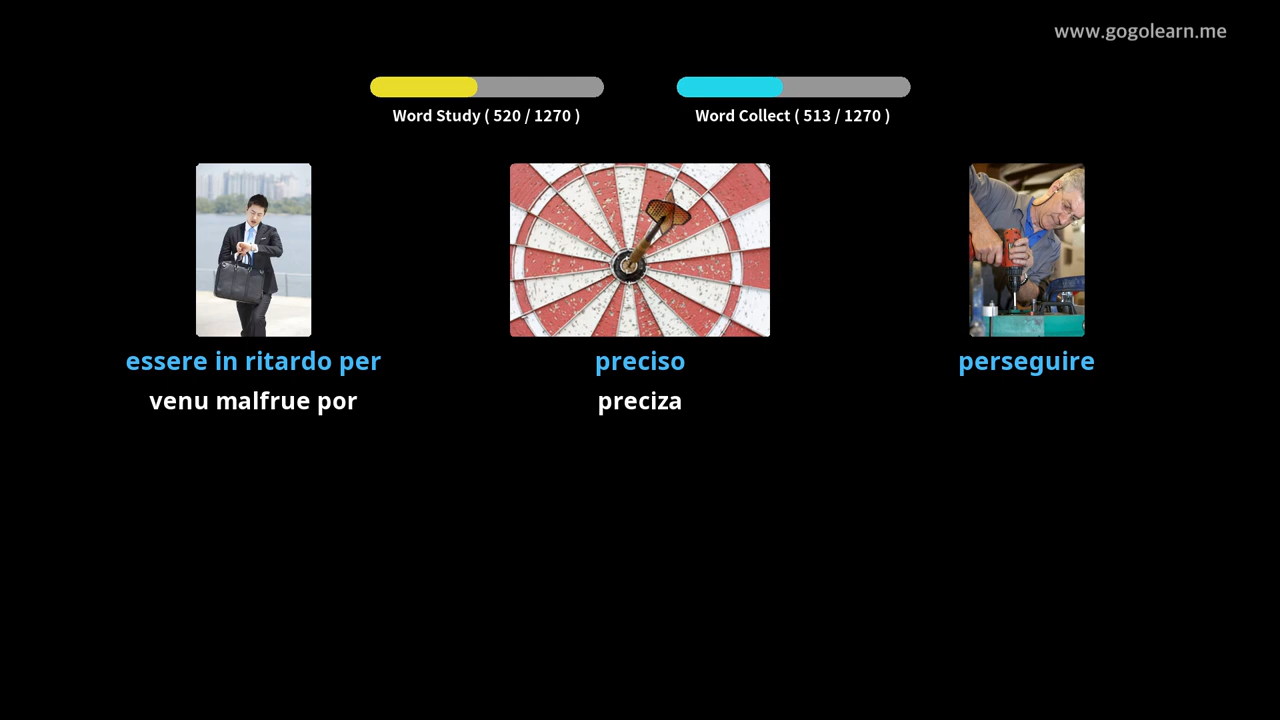 www.gogolearn.me
Word Study ( 520 / 1270 )
Word Collect ( 513 / 1270 )
essere in ritardo per
preciso
perseguire
venu malfrue por
preciza